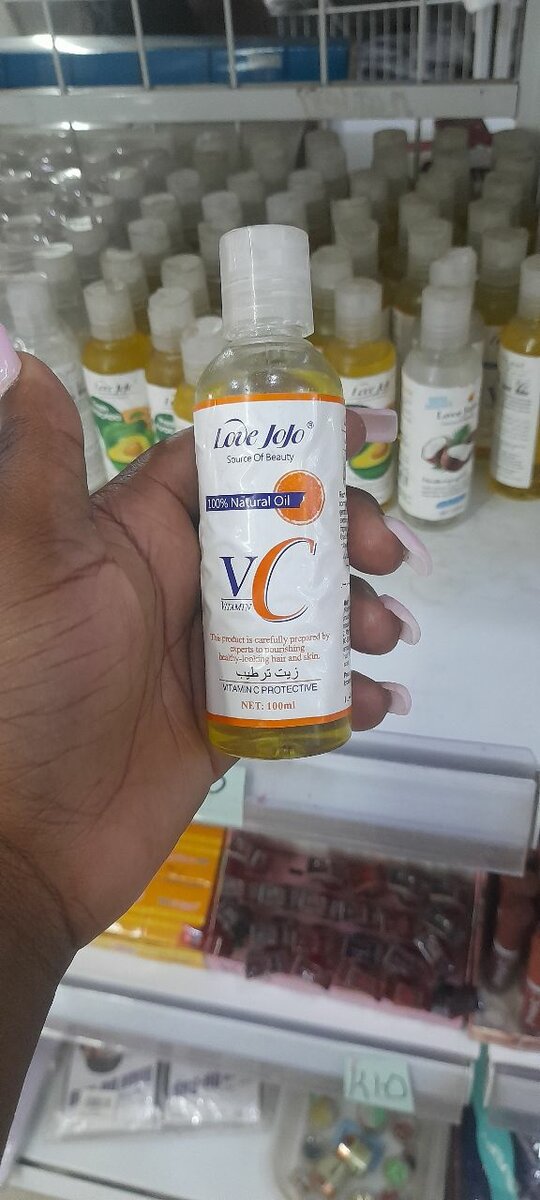 Love JoJo®
Source Of Beauty
100% Natural Oil
VC
VITAMIN
This product is carefully prepared by
experts to nourishing
healthy-looking hair and skin.
زيت ترطيب
VITAMIN C PROTECTIVE
NET: 100ml
K10